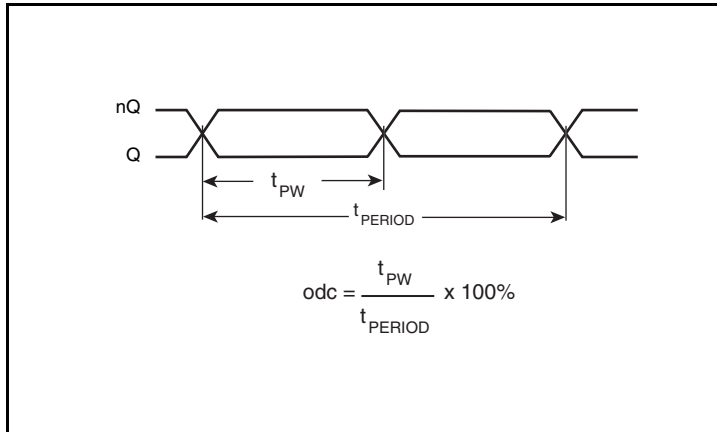 nQ
Q
tPW
tPERIOD
odc = tPW / tPERIOD x 100%